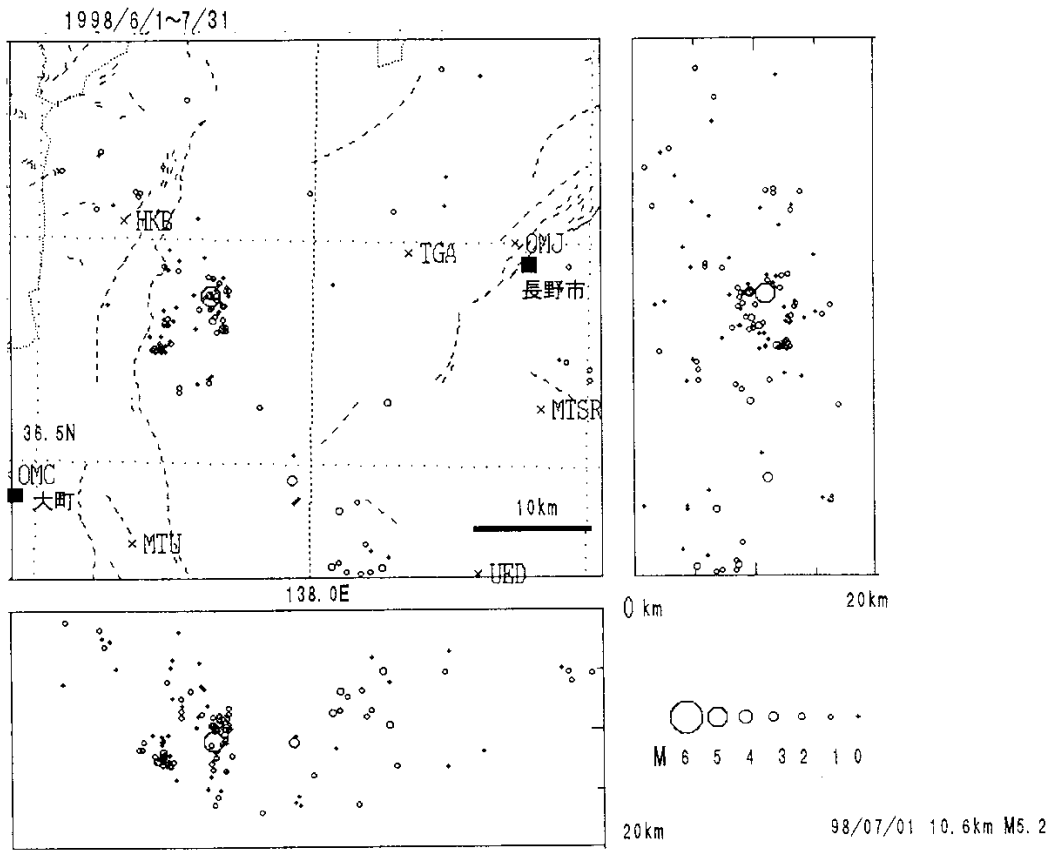 1998/6/1~7/31
HKB
TGA
OMJ
長野市
MTSR
36.5N
OMC
大町
10km
MTU
UED
138.0E
0 km
20km
M 6 5 4 3 2 1 0
20km
98/07/01 10.6km M5.2